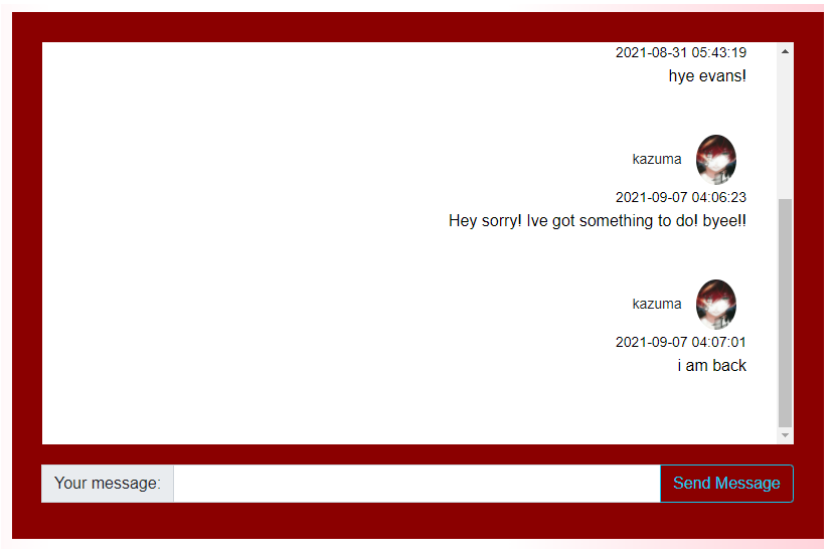 2021-08-31 05:43:19
hye evans!
kazuma
2021-09-07 04:06:23
Hey sorry! Ive got something to do! byee!!
kazuma
2021-09-07 04:07:01
i am back
Your message:
Send Message